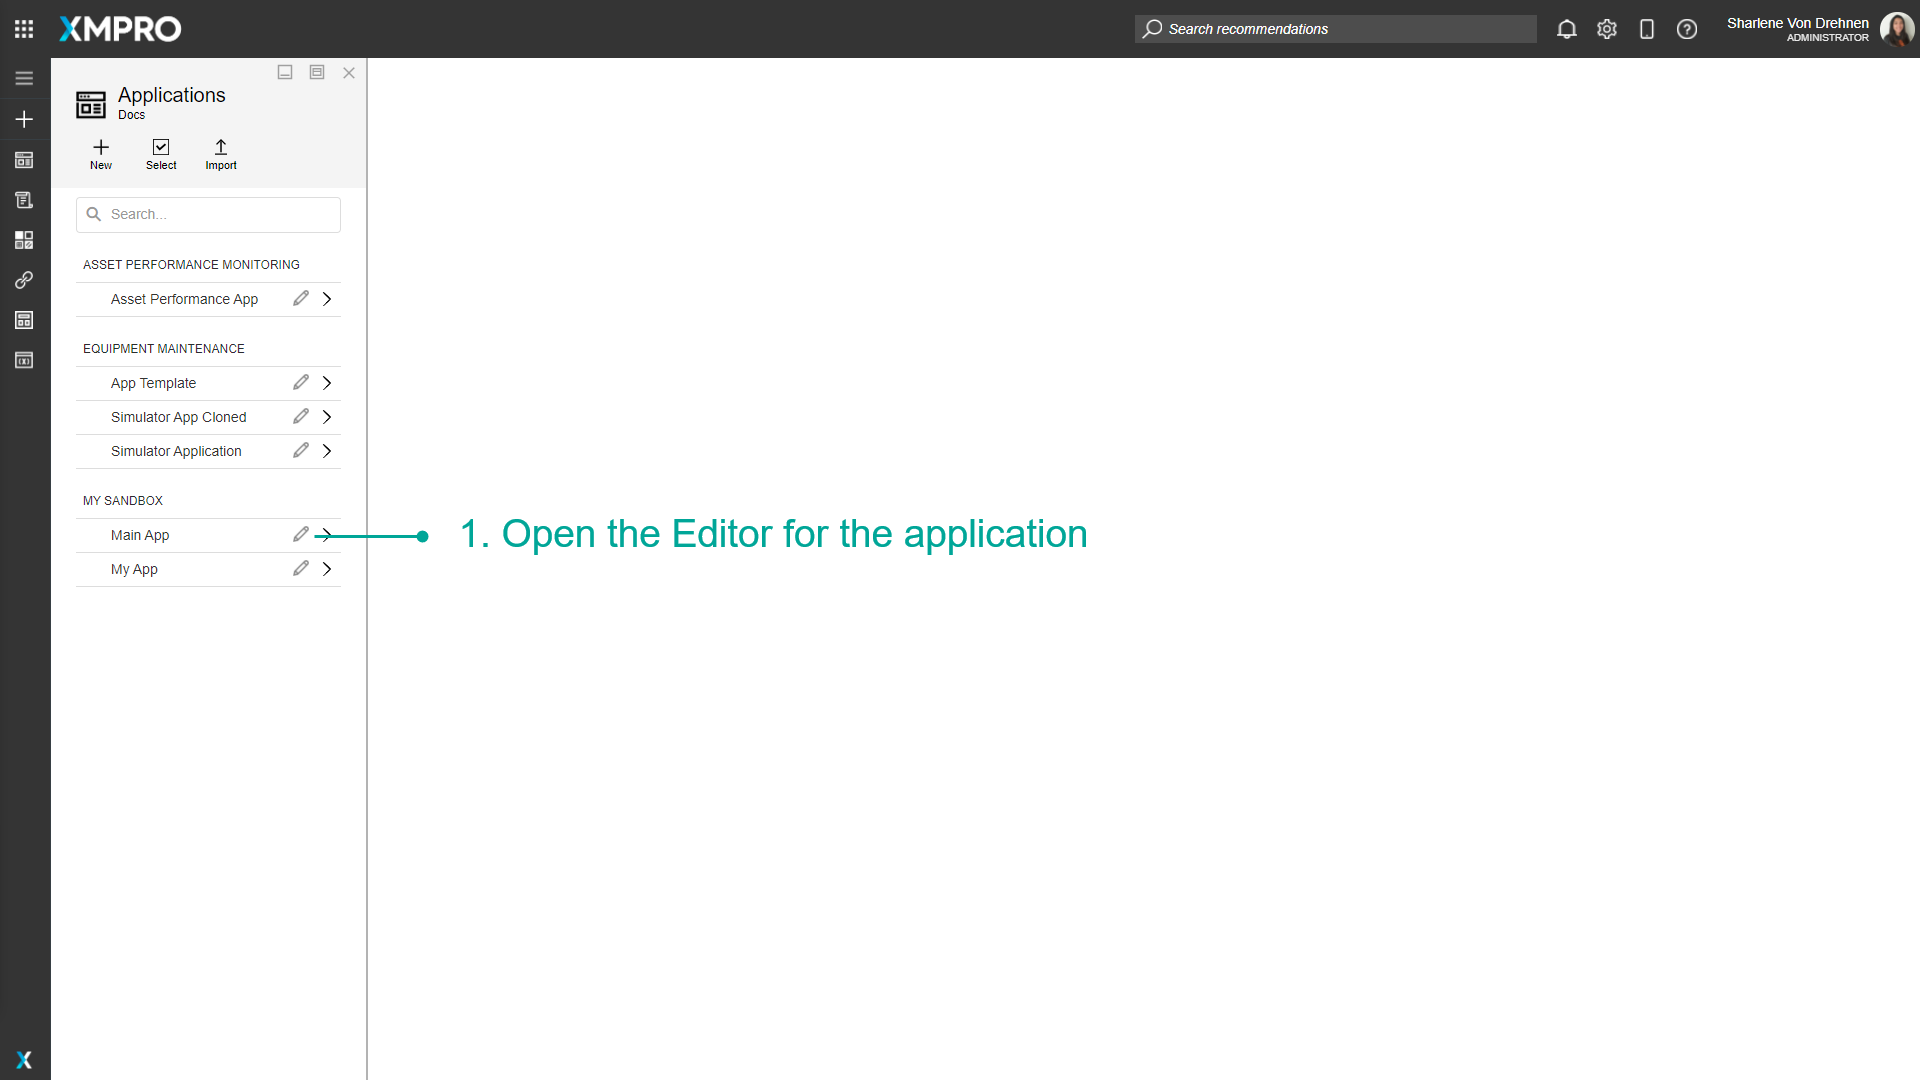 XMPRO
Search recommendations
Sharlene Von Drehnen
ADMINISTRATOR
Applications
Docs
New
Select
Import
Search...
ASSET PERFORMANCE MONITORING
Asset Performance App
EQUIPMENT MAINTENANCE
App Template
Simulator App Cloned
Simulator Application
MY SANDBOX
Main App
1. Open the Editor for the application
My App